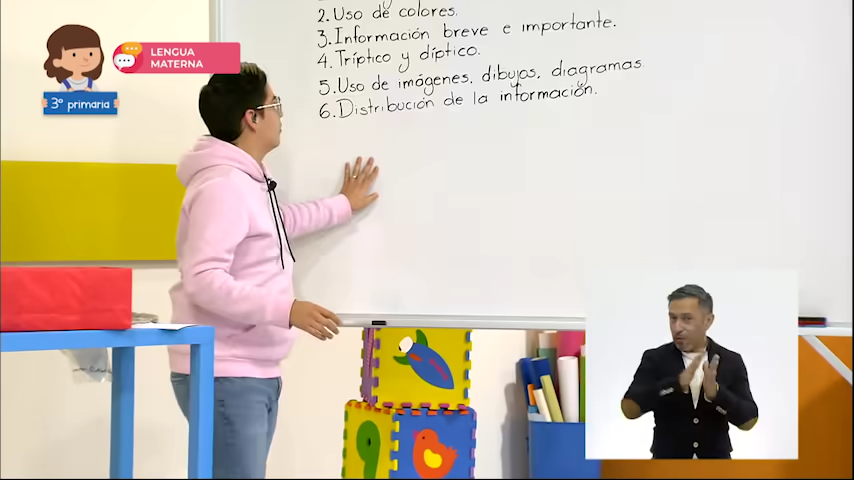 2. Uso de colores.
3. Información breve e importante.
4. Tríptico y díptico.
5. Uso de imágenes, dibujos, diagramas.
6. Distribución de la información.
LENGUA
MATERNA
3º primaria